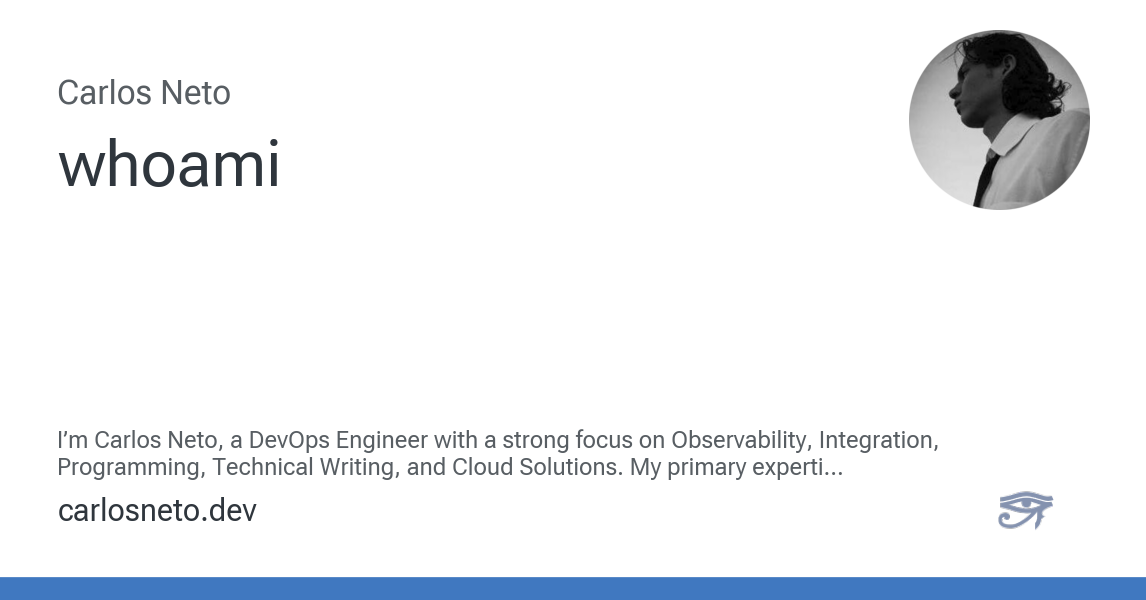 Carlos Neto
whoami
I’m Carlos Neto, a DevOps Engineer with a strong focus on Observability, Integration,
Programming, Technical Writing, and Cloud Solutions. My primary experti...
carlosneto.dev